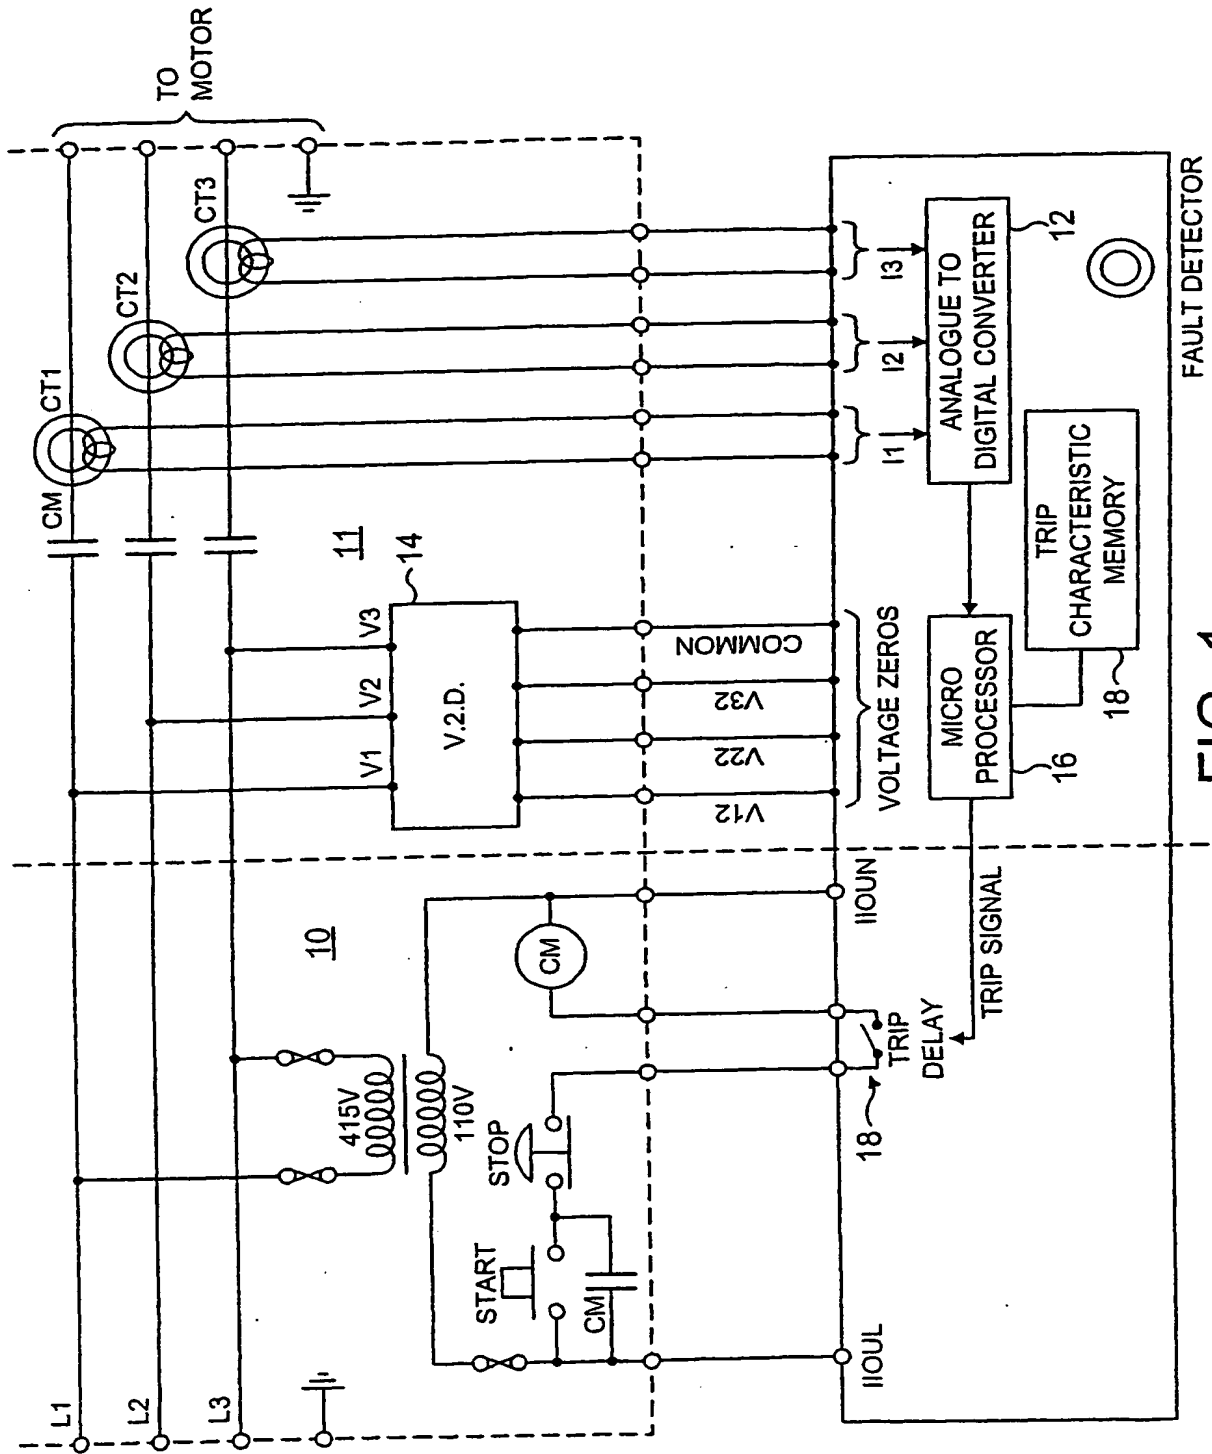 L1
L2
L3
10
415V
110V
START
STOP
CM
CM
CM
11
14
V1
V2
V3
V.2.D.
V12
V22
V32
COMMON
CT1
CT2
CT3
TO
MOTOR
IIOUL
IIOUN
18
TRIP
DELAY
TRIP SIGNAL
VOLTAGE ZEROS
I1
I2
I3
MICRO
PROCESSOR
16
ANALOGUE TO
DIGITAL CONVERTER
12
TRIP
CHARACTERISTIC
MEMORY
18
FAULT DETECTOR